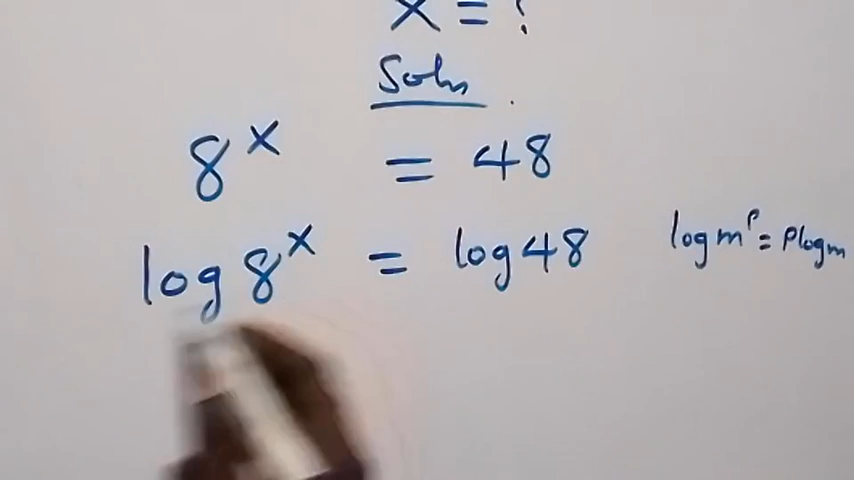 x = ?
Soln
8^x = 48
log 8^x = log 48
log m^p = p log m